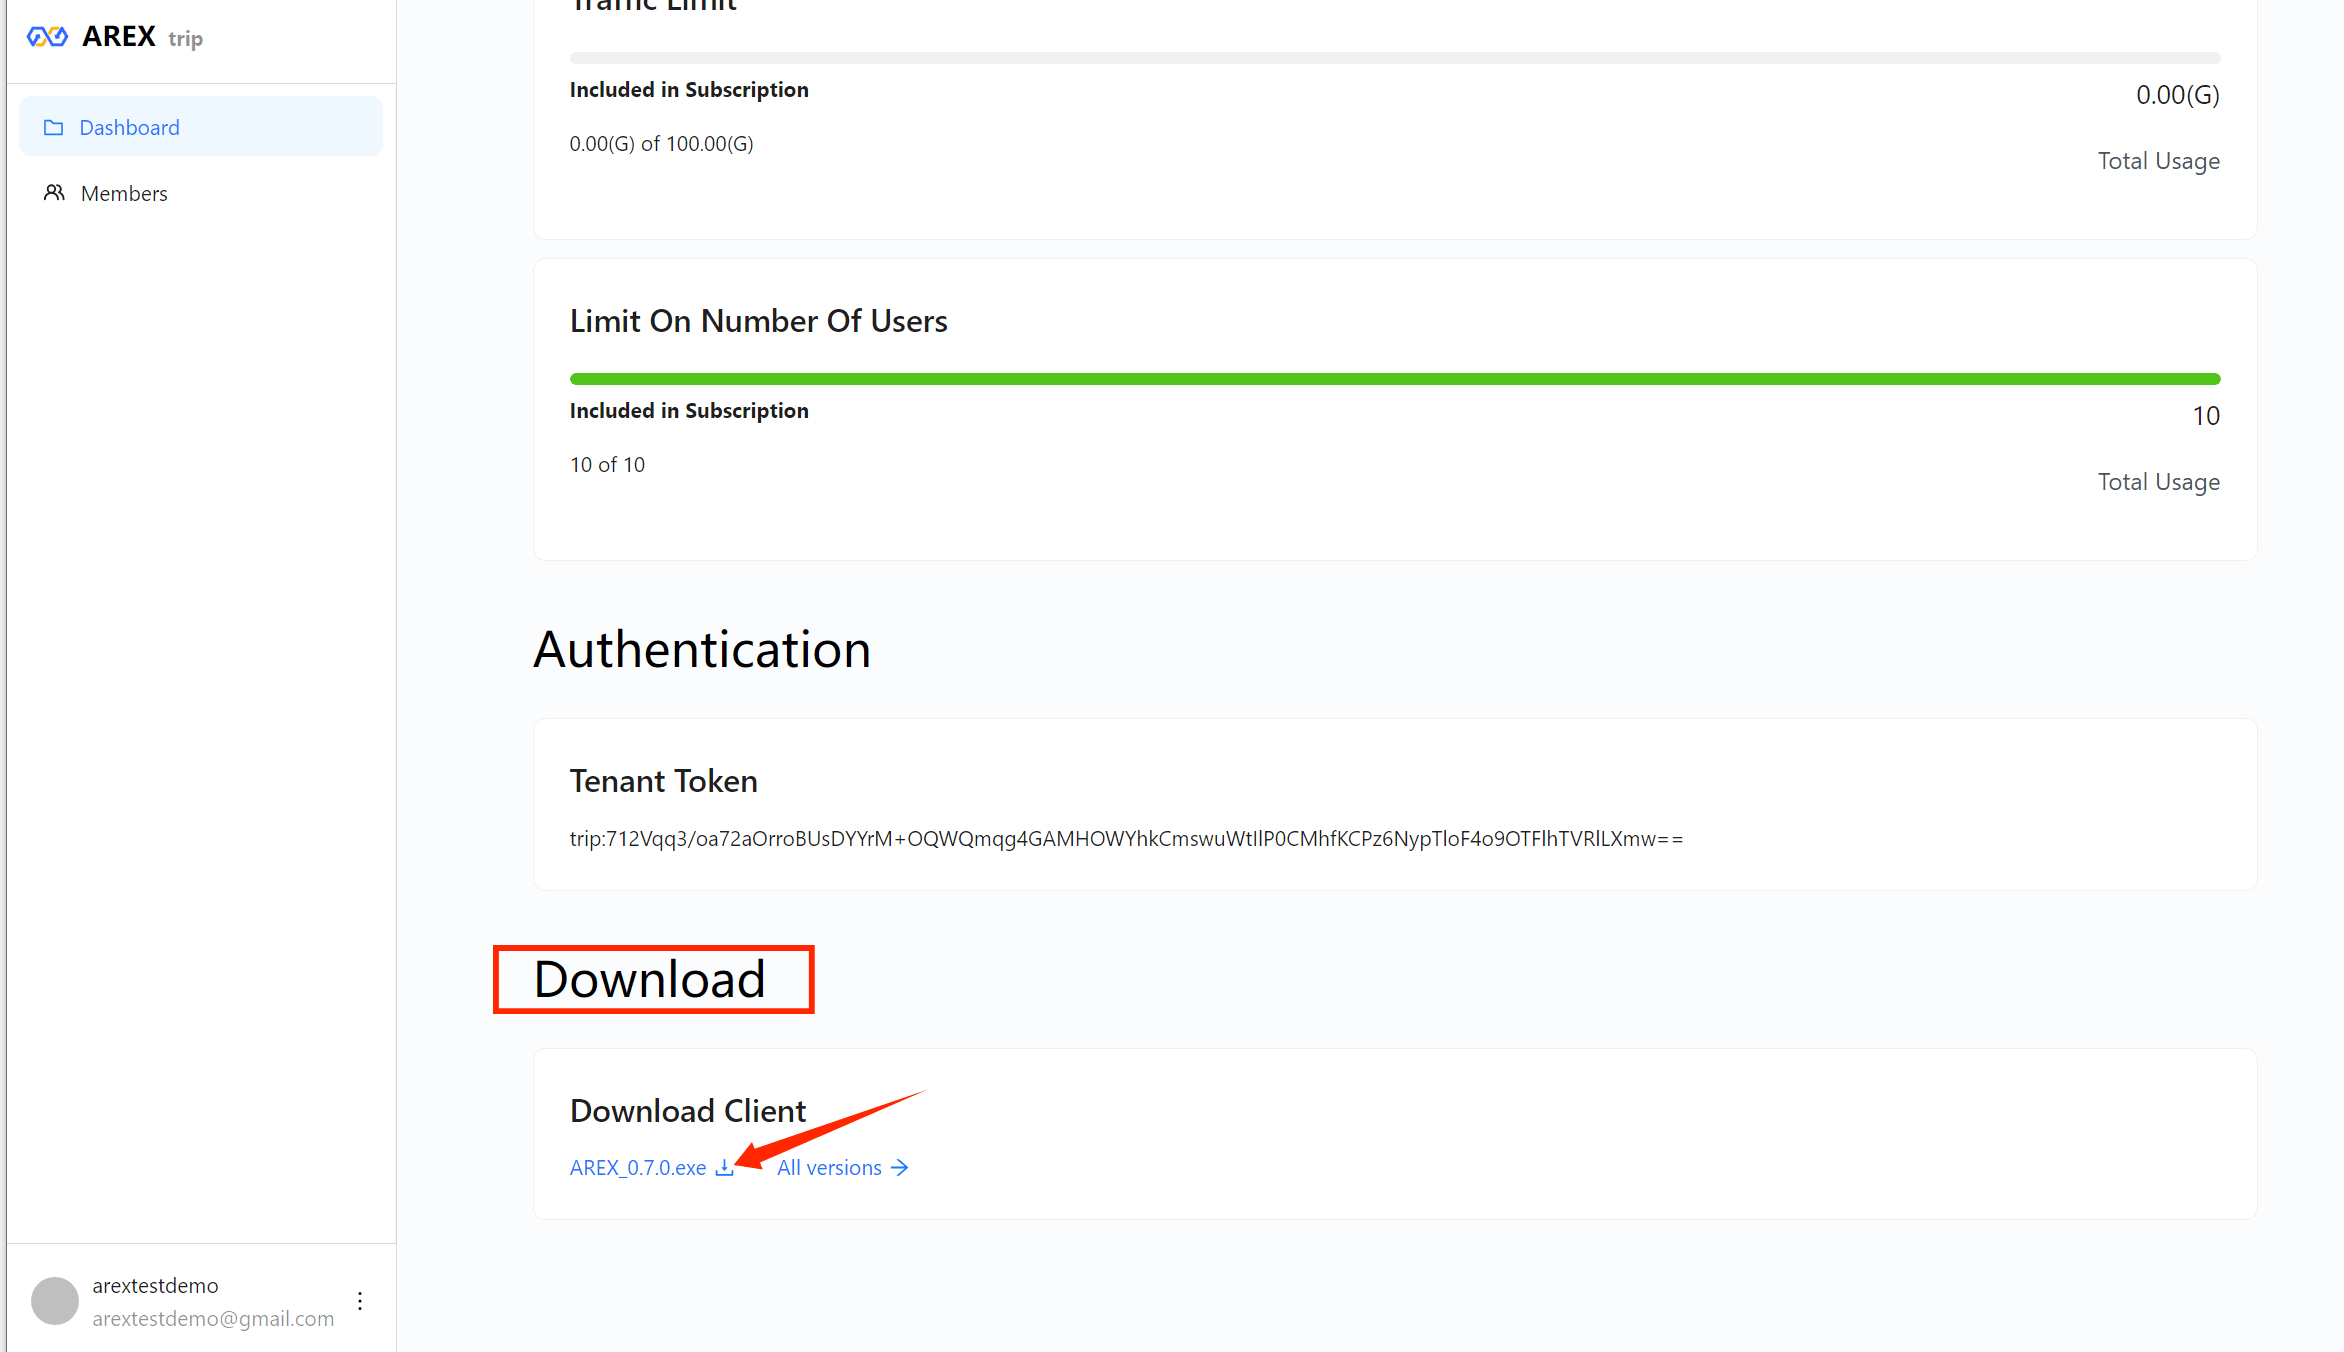 AREX trip
Dashboard
Members
Traffic Limit
Included in Subscription
0.00(G)
0.00(G) of 100.00(G)
Total Usage
Limit On Number Of Users
Included in Subscription
10
10 of 10
Total Usage
Authentication
Tenant Token
trip:712Vqq3/oa72aOrroBUsDYYrM+OQWQmqg4GAMHOWYhkCmswuWtIlP0CMhfKCPz6NypTloF4o9OTFlhTVRlLXmw==
Download
Download Client
AREX_0.7.0.exe All versions
arextestdemo
arextestdemo@gmail.com